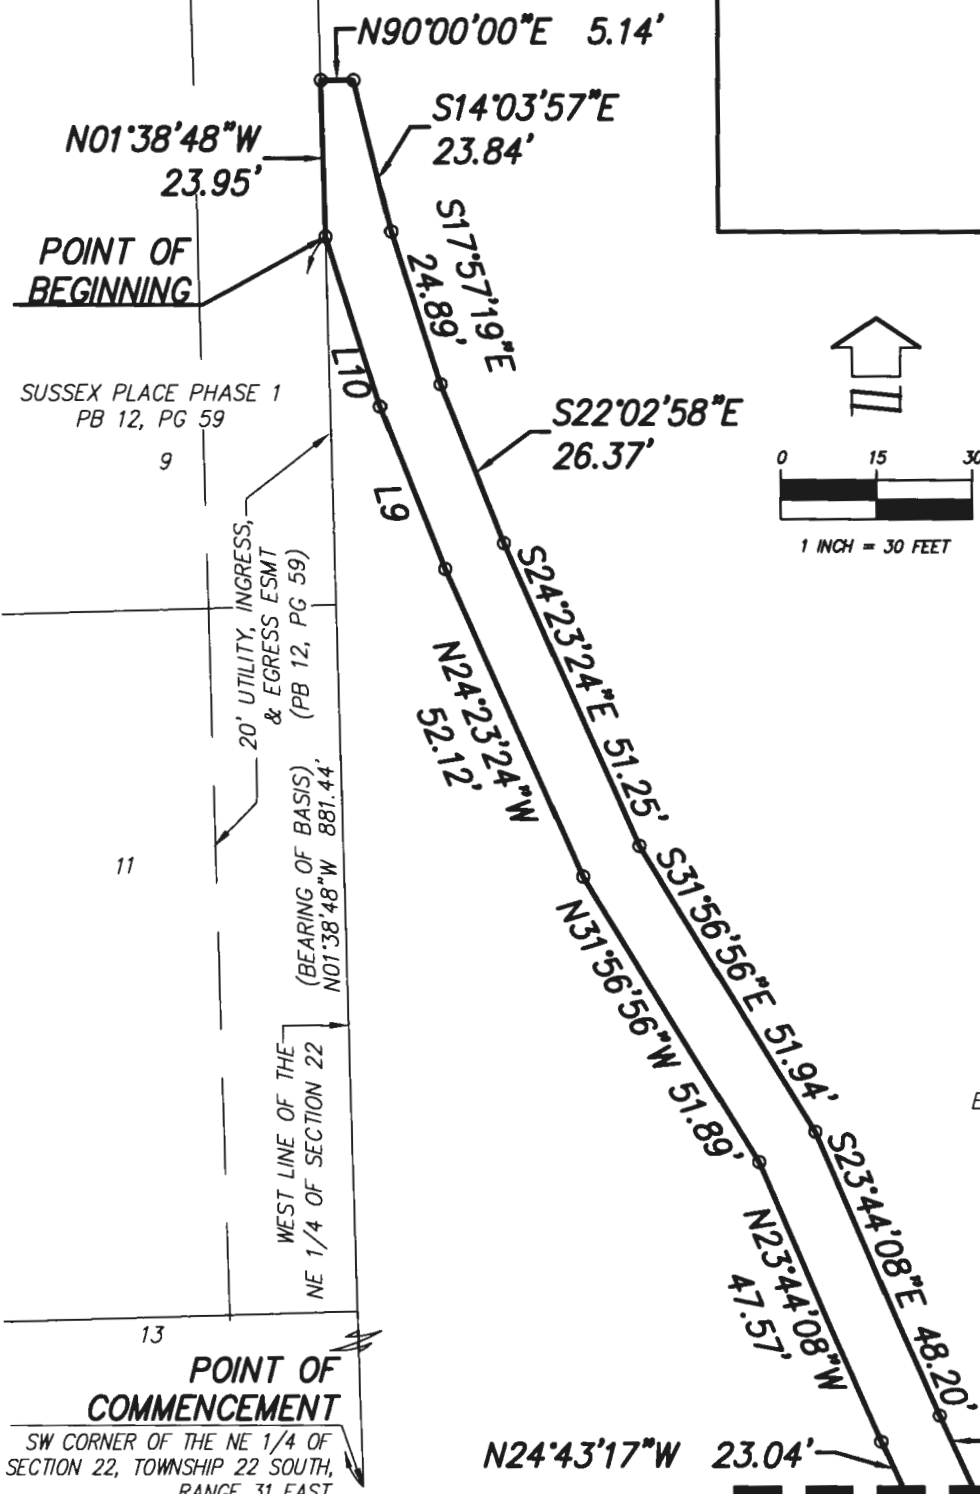 N90°00'00"E 5.14'
S14°03'57"E
23.84'
N01°38'48"W
23.95'
S17°57'19"E
24.89'
POINT OF
BEGINNING
L10
SUSSEX PLACE PHASE 1
PB 12, PG 59
9
S22°02'58"E
26.37'
0 15 30
1 INCH = 30 FEET
L9
20' UTILITY, INGRESS,
& EGRESS ESMT
(PB 12, PG 59)
S24°23'24"E 51.25'
N24°23'24"W
52.12'
(BEARING OF BASIS)
N01°38'48"W 881.44'
11
S31°56'56"E 51.94'
N31°56'56"W 51.89'
WEST LINE OF THE
NE 1/4 OF SECTION 22
E
S23°44'08"E 48.20'
N23°44'08"W
47.57'
13
POINT OF
COMMENCEMENT
SW CORNER OF THE NE 1/4 OF
SECTION 22, TOWNSHIP 22 SOUTH,
RANGE 31 EAST
N24°43'17"W 23.04'